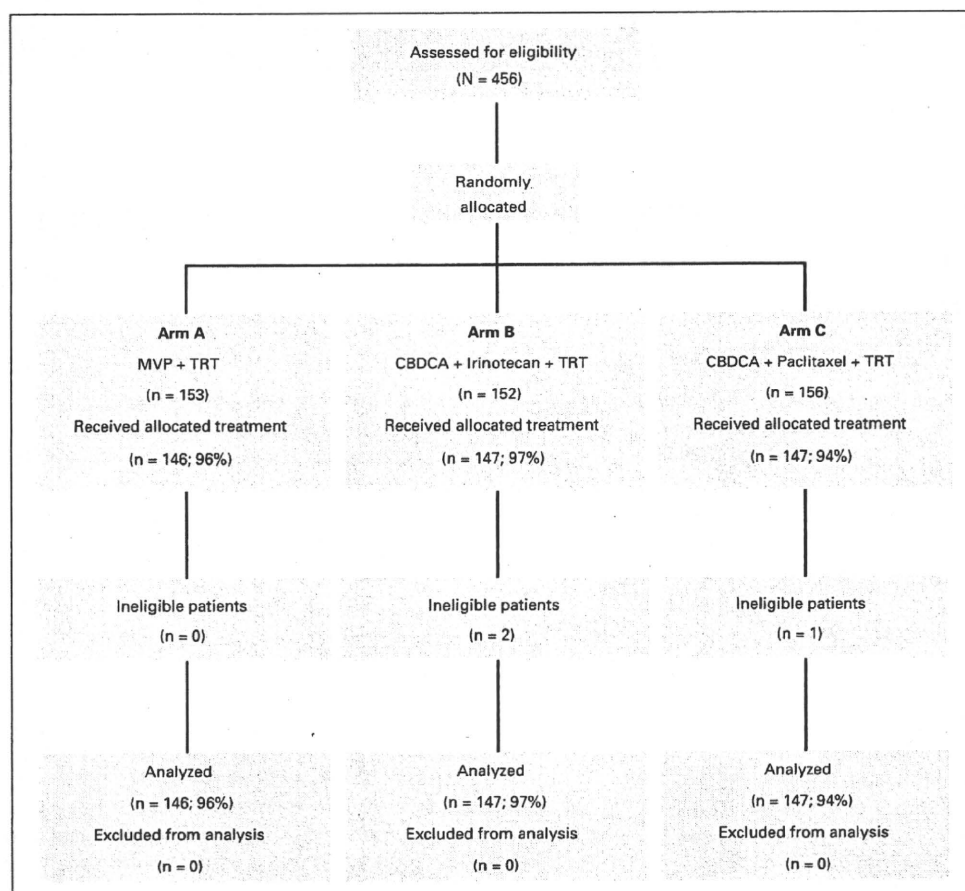 Assessed for eligibility
(N = 456)
Randomly
allocated
Arm A
MVP + TRT
(n = 153)
Received allocated treatment
(n = 146; 96%)
Arm B
CBDCA + Irinotecan + TRT
(n = 152)
Received allocated treatment
(n = 147; 97%)
Arm C
CBDCA + Paclitaxel + TRT
(n = 156)
Received allocated treatment
(n = 147; 94%)
Ineligible patients
(n = 0)
Ineligible patients
(n = 2)
Ineligible patients
(n = 1)
Analyzed
(n = 146; 96%)
Excluded from analysis
(n = 0)
Analyzed
(n = 147; 97%)
Excluded from analysis
(n = 0)
Analyzed
(n = 147; 94%)
Excluded from analysis
(n = 0)